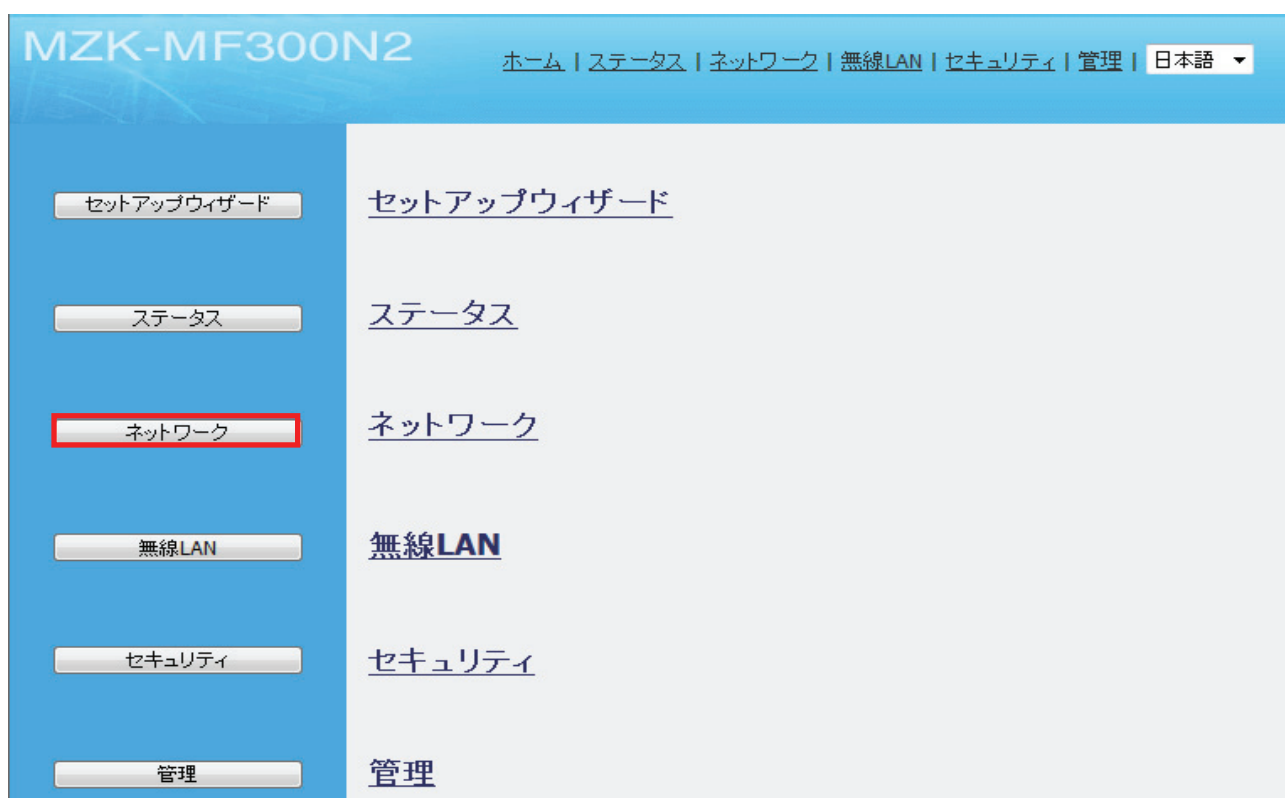 MZK-MF300N2
ホーム | ステータス | ネットワーク | 無線LAN | セキュリティ | 管理 | 日本語
セットアップウィザード セットアップウィザード
ステータス ステータス
ネットワーク ネットワーク
無線LAN 無線LAN
セキュリティ セキュリティ
管理 管理